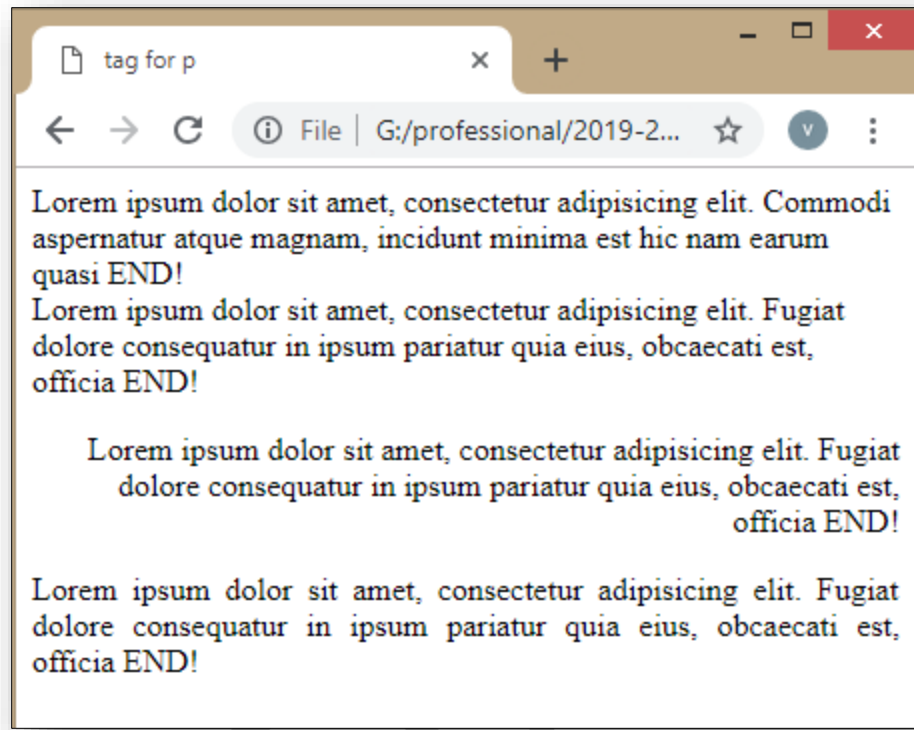 tag for p
File G:/professional/2019-2...
V
Lorem ipsum dolor sit amet, consectetur adipisicing elit. Commodi
aspernatur atque magnam, incidunt minima est hic nam earum
quasi END!
Lorem ipsum dolor sit amet, consectetur adipisicing elit. Fugiat
dolore consequatur in ipsum pariatur quia eius, obcaecati est,
officia END!
Lorem ipsum dolor sit amet, consectetur adipisicing elit. Fugiat
dolore consequatur in ipsum pariatur quia eius, obcaecati est,
officia END!
Lorem ipsum dolor sit amet, consectetur adipisicing elit. Fugiat
dolore consequatur in ipsum pariatur quia eius, obcaecati est,
officia END!